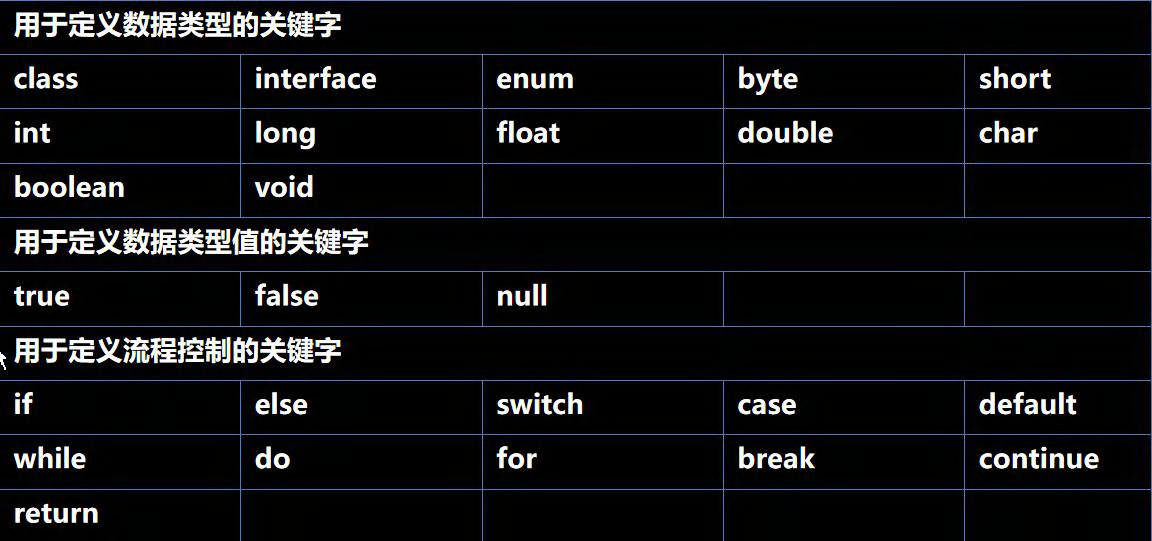 用于定义数据类型的关键字
class interface enum byte short
int long float double char
boolean void
用于定义数据类型值的关键字
true false null
用于定义流程控制的关键字
if else switch case default
while do for break continue
return